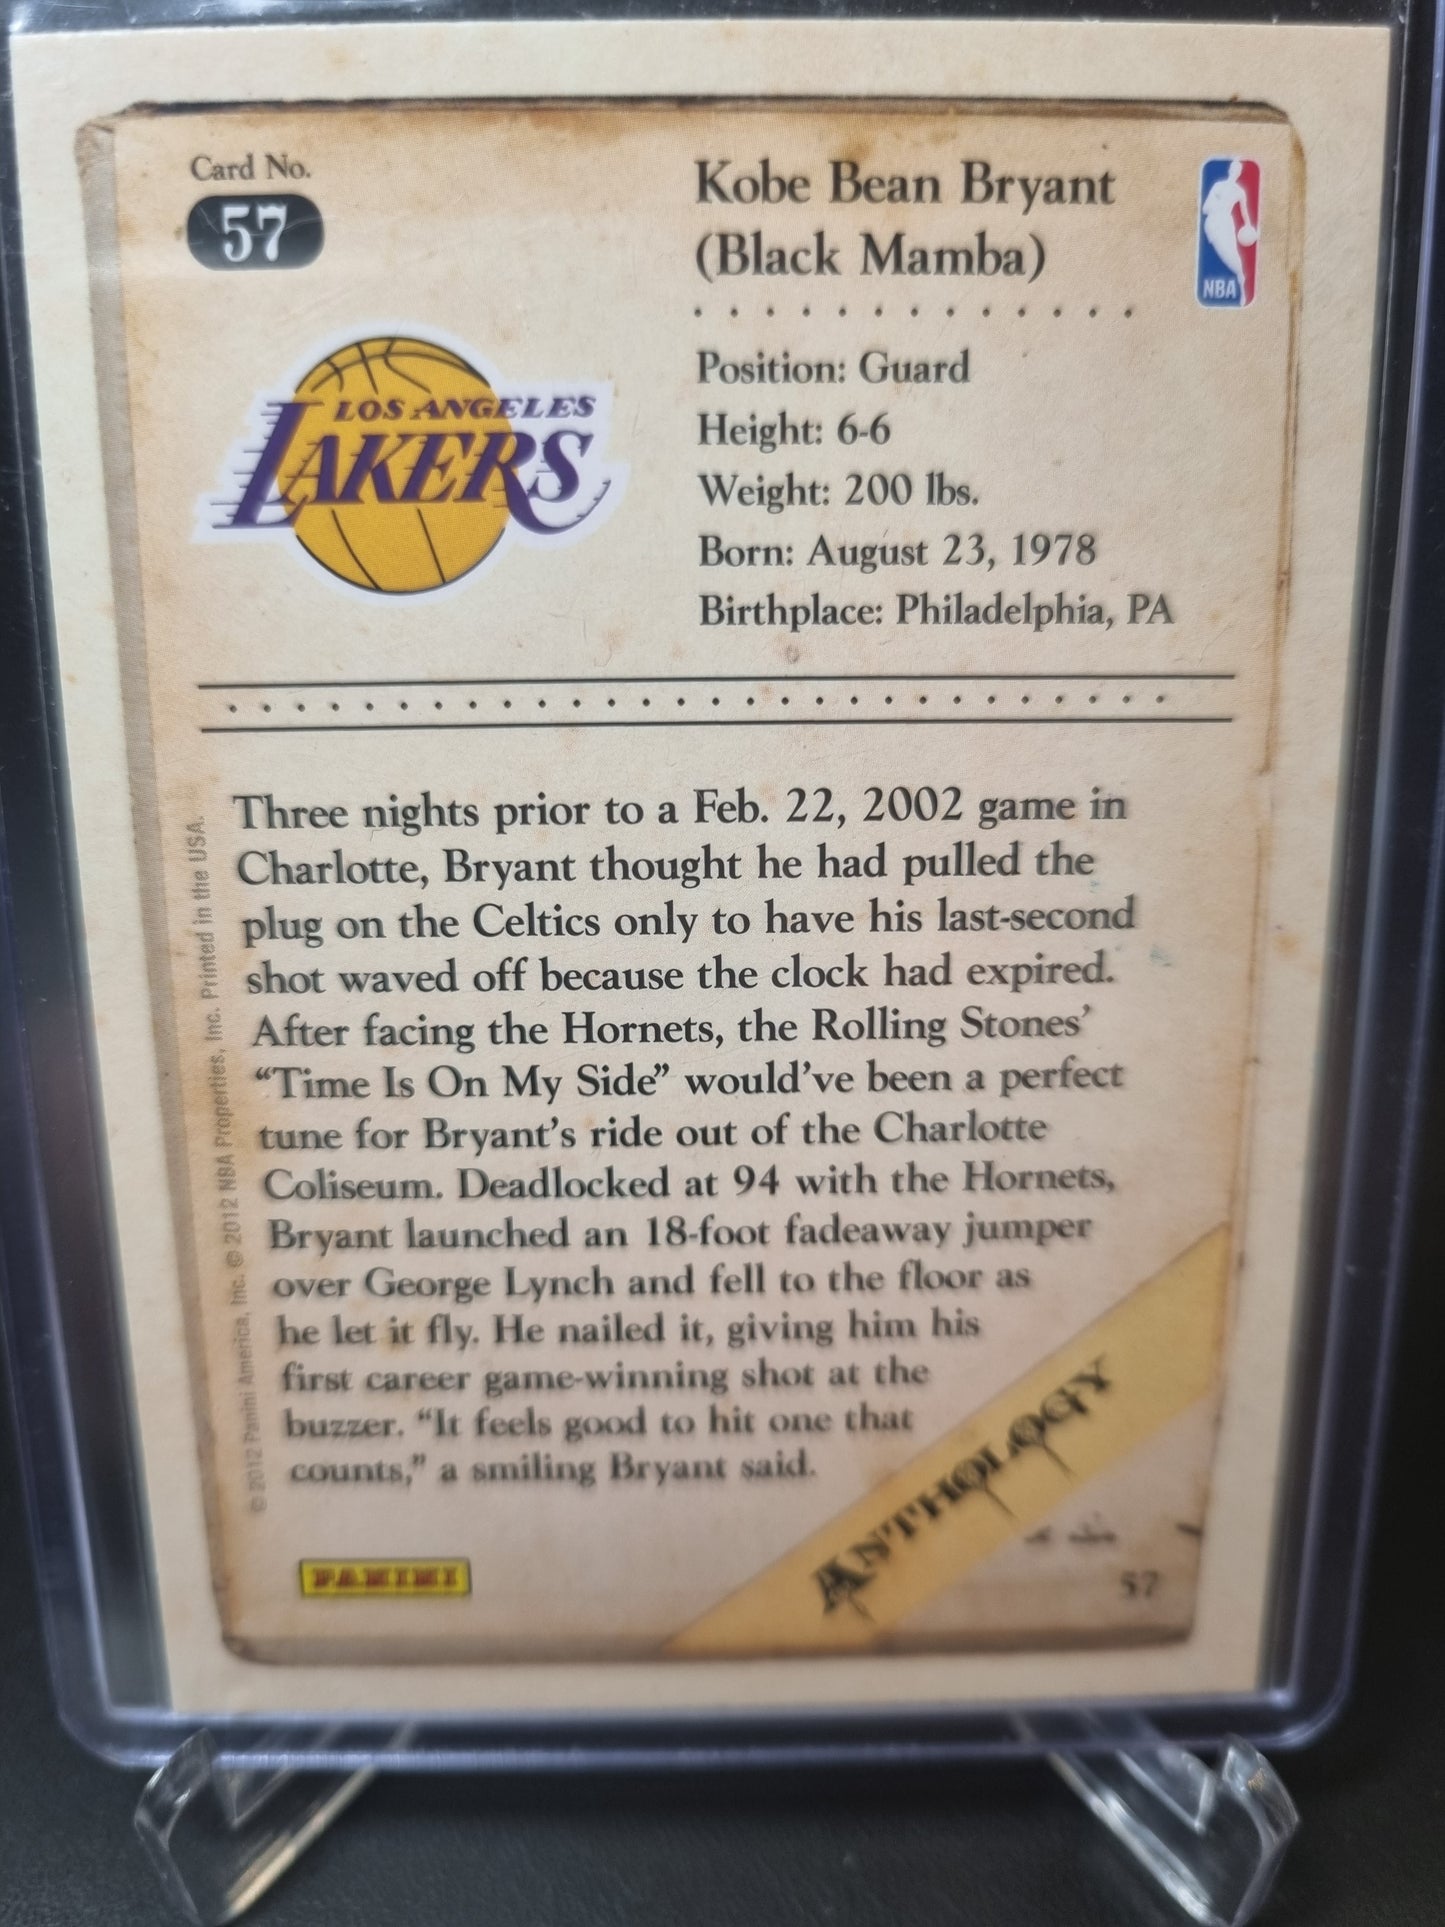 Card No.
57
Kobe Bean Bryant
(Black Mamba)
NBA
LOS ANGELES
LAKERS
Position: Guard
Height: 6-6
Weight: 200 lbs.
Born: August 23, 1978
Birthplace: Philadelphia, PA
Three nights prior to a Feb. 22, 2002 game in
Charlotte, Bryant thought he had pulled the
plug on the Celtics only to have his last-second
shot waved off because the clock had expired.
After facing the Hornets, the Rolling Stones’
“Time Is On My Side” would’ve been a perfect
tune for Bryant’s ride out of the Charlotte
Coliseum. Deadlocked at 94 with the Hornets,
Bryant launched an 18-foot fadeaway jumper
over George Lynch and fell to the floor as
he let it fly. He nailed it, giving him his
first career game-winning shot at the
buzzer. “It feels good to hit one that
counts,” a smiling Bryant said.
© 2012 Panini America, Inc. © 2012 NBA Properties, Inc. Printed in the USA.
ANTHOLOGY
PANINI
57